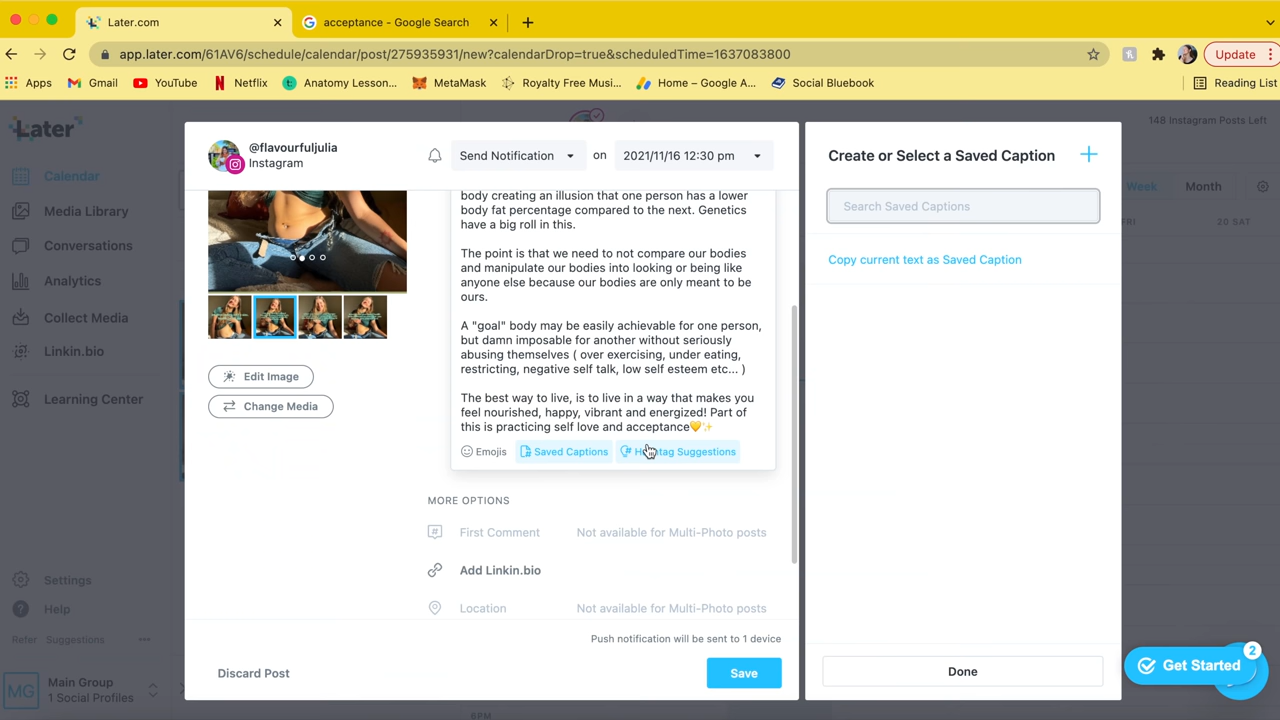 Later.com
acceptance - Google Search
app.later.com/61AV6/schedule/calendar/post/275935931/new?calendarDrop=true&scheduledTime=1637083800
Update
Apps
Gmail
YouTube
Netflix
Anatomy Lesson...
MetaMask
Royalty Free Musi...
Home – Google A...
Social Bluebook
Reading List
Later
148 Instagram Posts Left
Calendar
Media Library
Conversations
Analytics
Collect Media
Linkin.bio
Learning Center
Settings
Help
Refer
Suggestions
MG
Main Group
1 Social Profiles
Week
Month
FRI
20 SAT
@flavourfuljulia
Instagram
Send Notification
on
2021/11/16 12:30 pm
body creating an illusion that one person has a lower
body fat percentage compared to the next. Genetics
have a big roll in this.
The point is that we need to not compare our bodies
and manipulate our bodies into looking or being like
anyone else because our bodies are only meant to be
ours.
A "goal" body may be easily achievable for one person,
but damn imposable for another without seriously
abusing themselves ( over exercising, under eating,
restricting, negative self talk, low self esteem etc... )
The best way to live, is to live in a way that makes you
feel nourished, happy, vibrant and energized! Part of
this is practicing self love and acceptance💛✨
Emojis
Saved Captions
Hashtag Suggestions
Edit Image
Change Media
MORE OPTIONS
First Comment
Not available for Multi-Photo posts
Add Linkin.bio
Location
Not available for Multi-Photo posts
Push notification will be sent to 1 device
Discard Post
Save
Create or Select a Saved Caption
Search Saved Captions
Copy current text as Saved Caption
Done
Get Started
2
6PM